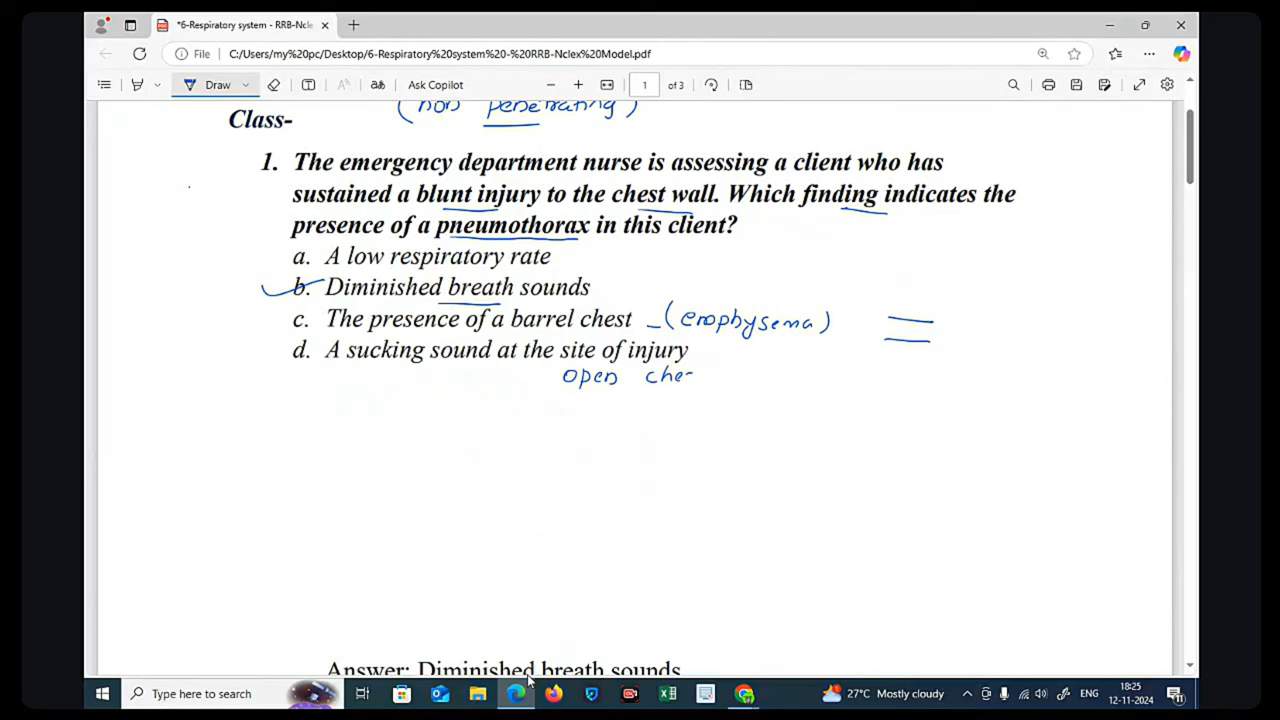 *6-Respiratory system - RRB-Ncle
File C:/Users/my%20pc/Desktop/6-Respiratory%20system%20-%20RRB-Nclex%20Model.pdf
Draw Ask Copilot 1 of 3
(non penetrating)
Class-
1. The emergency department nurse is assessing a client who has
sustained a blunt injury to the chest wall. Which finding indicates the
presence of a pneumothorax in this client?
a. A low respiratory rate
b. Diminished breath sounds
c. The presence of a barrel chest (emphysema)
d. A sucking sound at the site of injury
open che
Answer: Diminished breath sounds
Type here to search 27°C Mostly cloudy ENG 18:25
12-11-2024